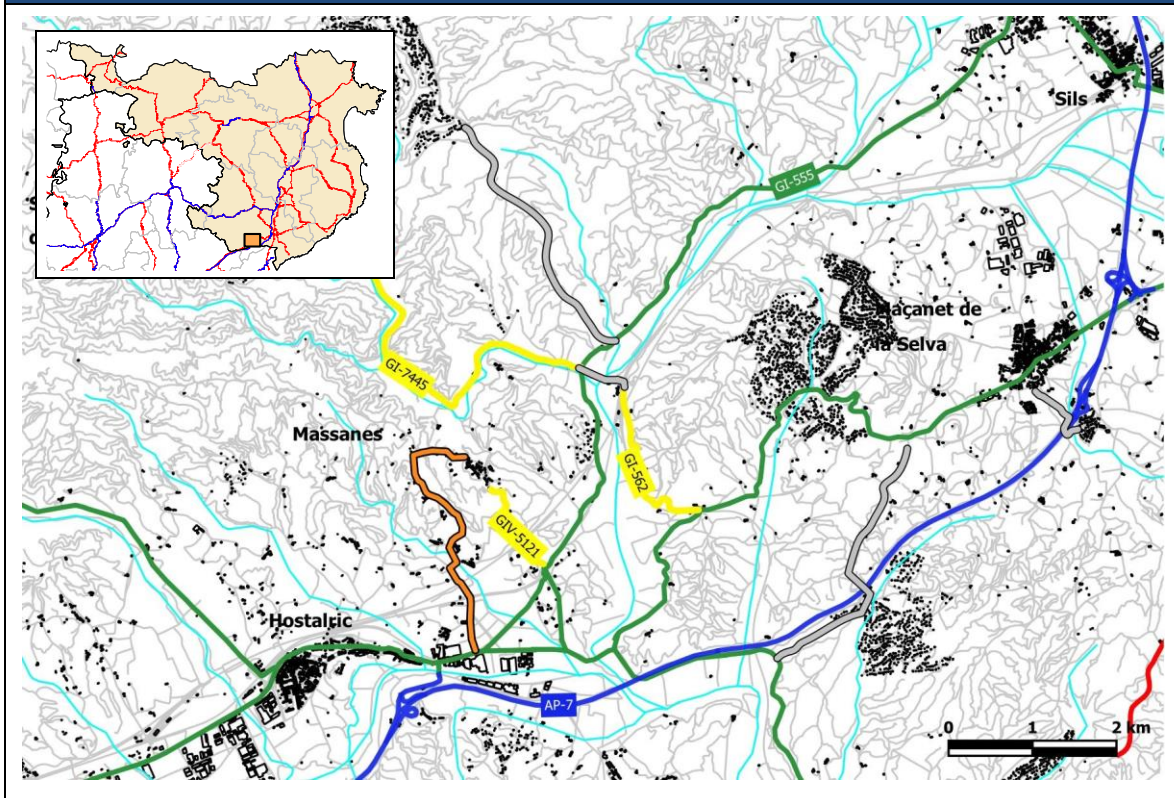 Sils
GI-555
açanet de
la Selva
GI-7445
Massanes
GI-562
GIV-5121
Hostalric
AP-7
0 1 2 km